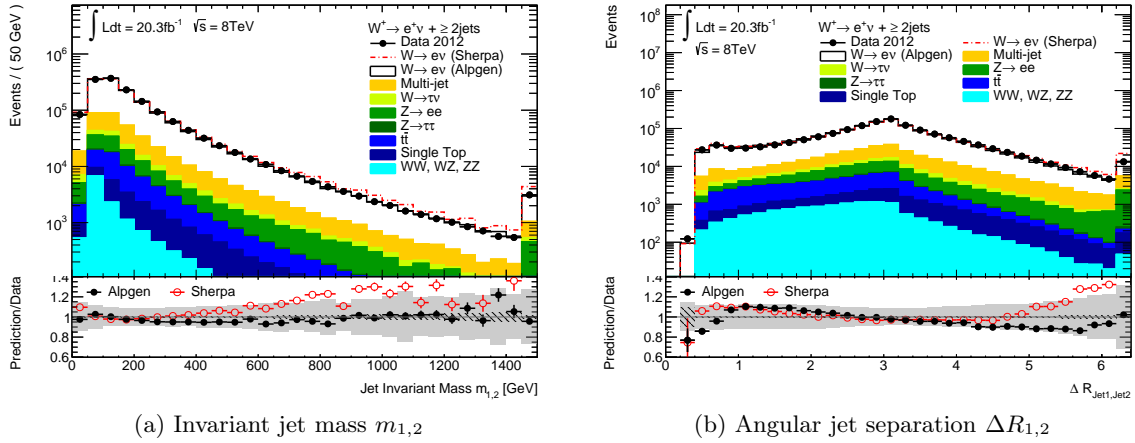 ∫ Ldt = 20.3fb⁻¹ √s = 8TeV
W⁺→ e⁺ν + ≥ 2jets
Data 2012
W→ eν (Sherpa)
W→ eν (Alpgen)
Multi-jet
W→τν
Z→ ee
Z→ττ
tt̄
Single Top
WW, WZ, ZZ
Events / ( 50 GeV )
10⁶
10⁵
10⁴
10³
Alpgen Sherpa
Prediction/Data
1.4
1.2
1
0.8
0.6
0 200 400 600 800 1000 1200 1400
Jet Invariant Mass m₁,₂ [GeV]
(a) Invariant jet mass m₁,₂
∫ Ldt = 20.3fb⁻¹
√s = 8TeV
W⁺→ e⁺ν + ≥ 2jets
Data 2012 W→ eν (Sherpa)
W→ eν (Alpgen) Multi-jet
W→τν Z→ ee
Z→ττ tt̄
Single Top WW, WZ, ZZ
Events
10⁸
10⁷
10⁶
10⁵
10⁴
10³
10²
Alpgen Sherpa
Prediction/Data
1.4
1.2
1
0.8
0.6
0 1 2 3 4 5 6
Δ R_Jet1,Jet2
(b) Angular jet separation ΔR₁,₂